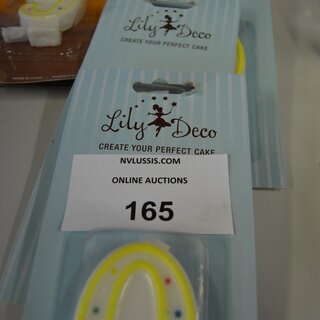 Lily Deco
CREATE YOUR PERFECT CAKE
Lily Deco
CREATE YOUR PERFECT CAKE
NVLUSSIS.COM
ONLINE AUCTIONS
165